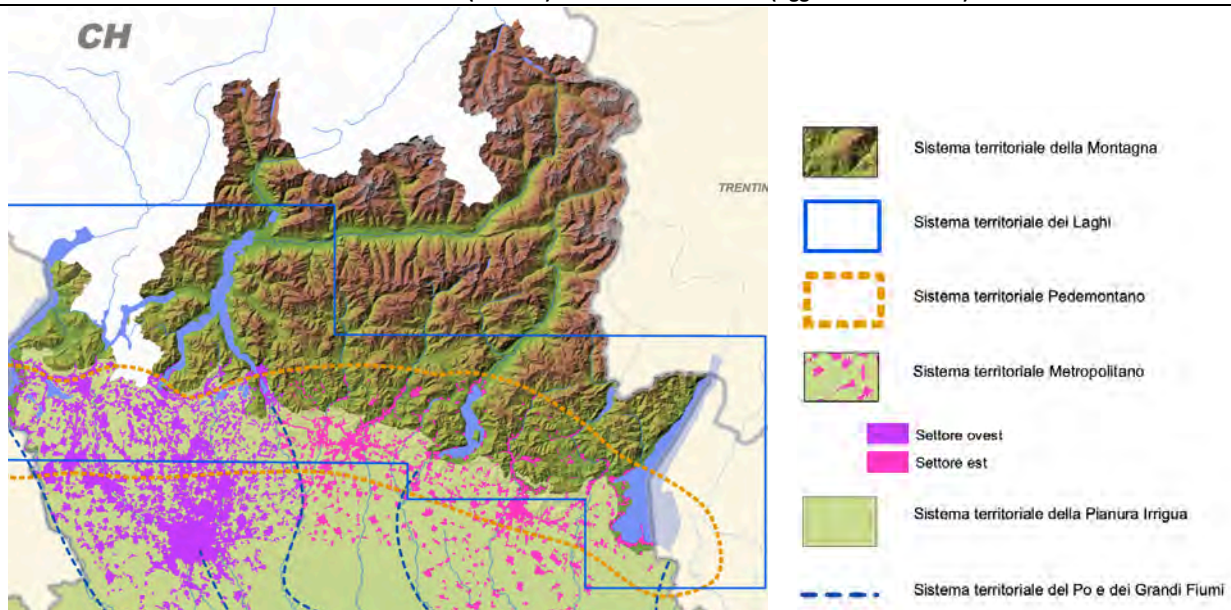 CH
TRENTIN
Sistema territoriale della Montagna
Sistema territoriale dei Laghi
Sistema territoriale Pedemontano
Sistema territoriale Metropolitano
Settore ovest
Settore est
Sistema territoriale della Pianura Irrigua
Sistema territoriale del Po e dei Grandi Fiumi